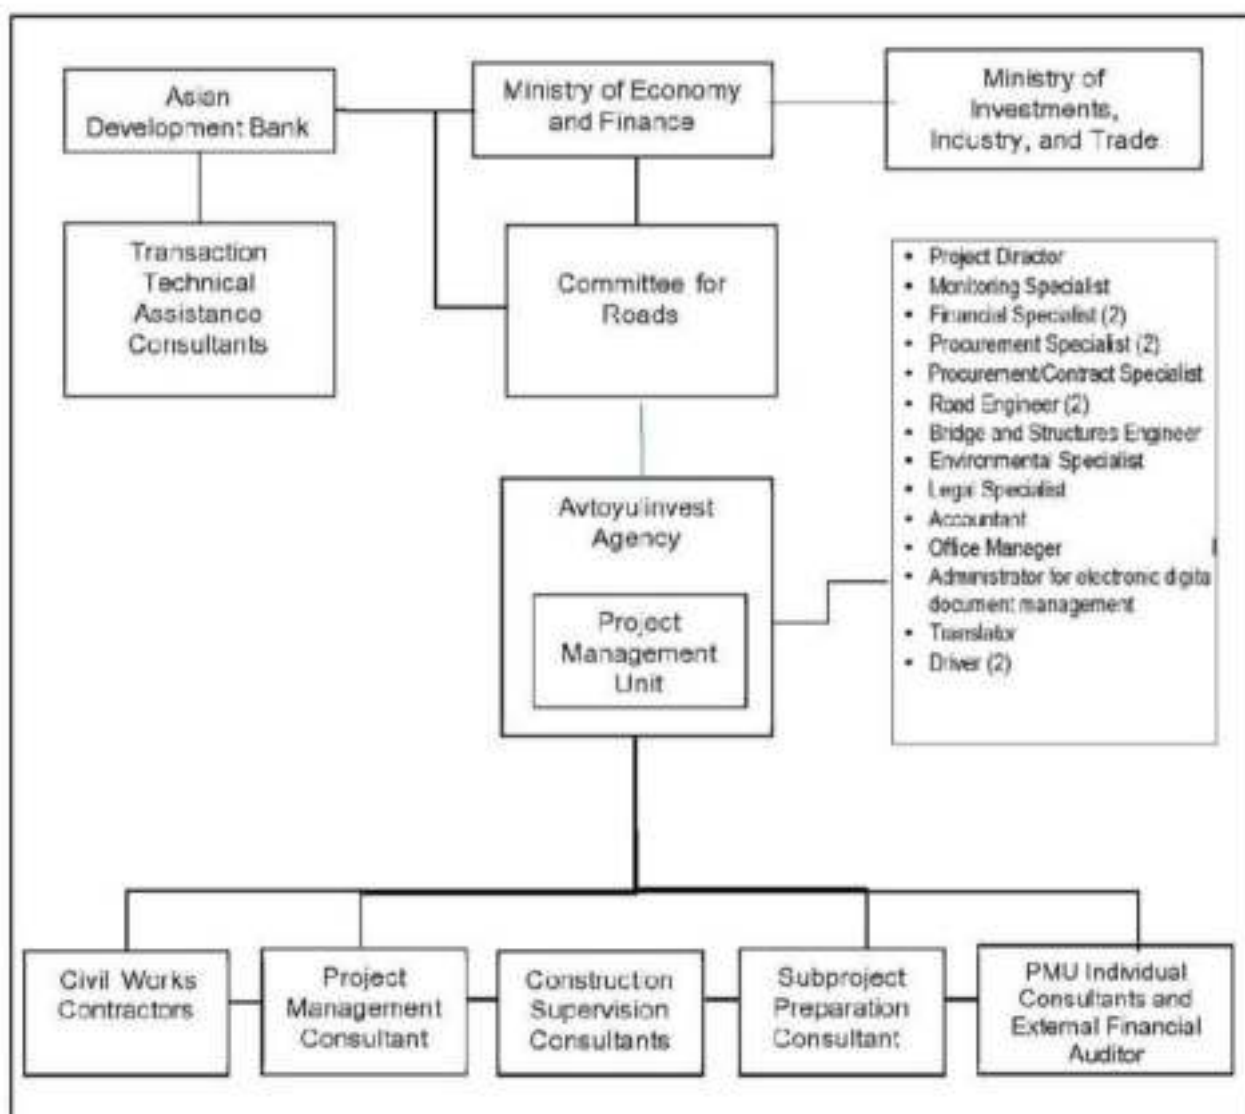 Asian
Development Bank
Ministry of Economy
and Finance
Ministry of
Investments,
Industry, and Trade
Transaction
Technical
Assistance
Consultants
Committee for
Roads
• Project Director
• Monitoring Specialist
• Financial Specialist (2)
• Procurement Specialist (2)
• Procurement/Contract Specialist
• Road Engineer (2)
• Bridge and Structures Engineer
• Environmental Specialist
• Legal Specialist
• Accountant
• Office Manager
• Administrator for electronic digita
document management
• Translator
• Driver (2)
Avtoyulinvest
Agency
Project
Management
Unit
Civil Works
Contractors
Project
Management
Consultant
Construction
Supervision
Consultants
Subproject
Preparation
Consultant
PMU Individual
Consultants and
External Financial
Auditor